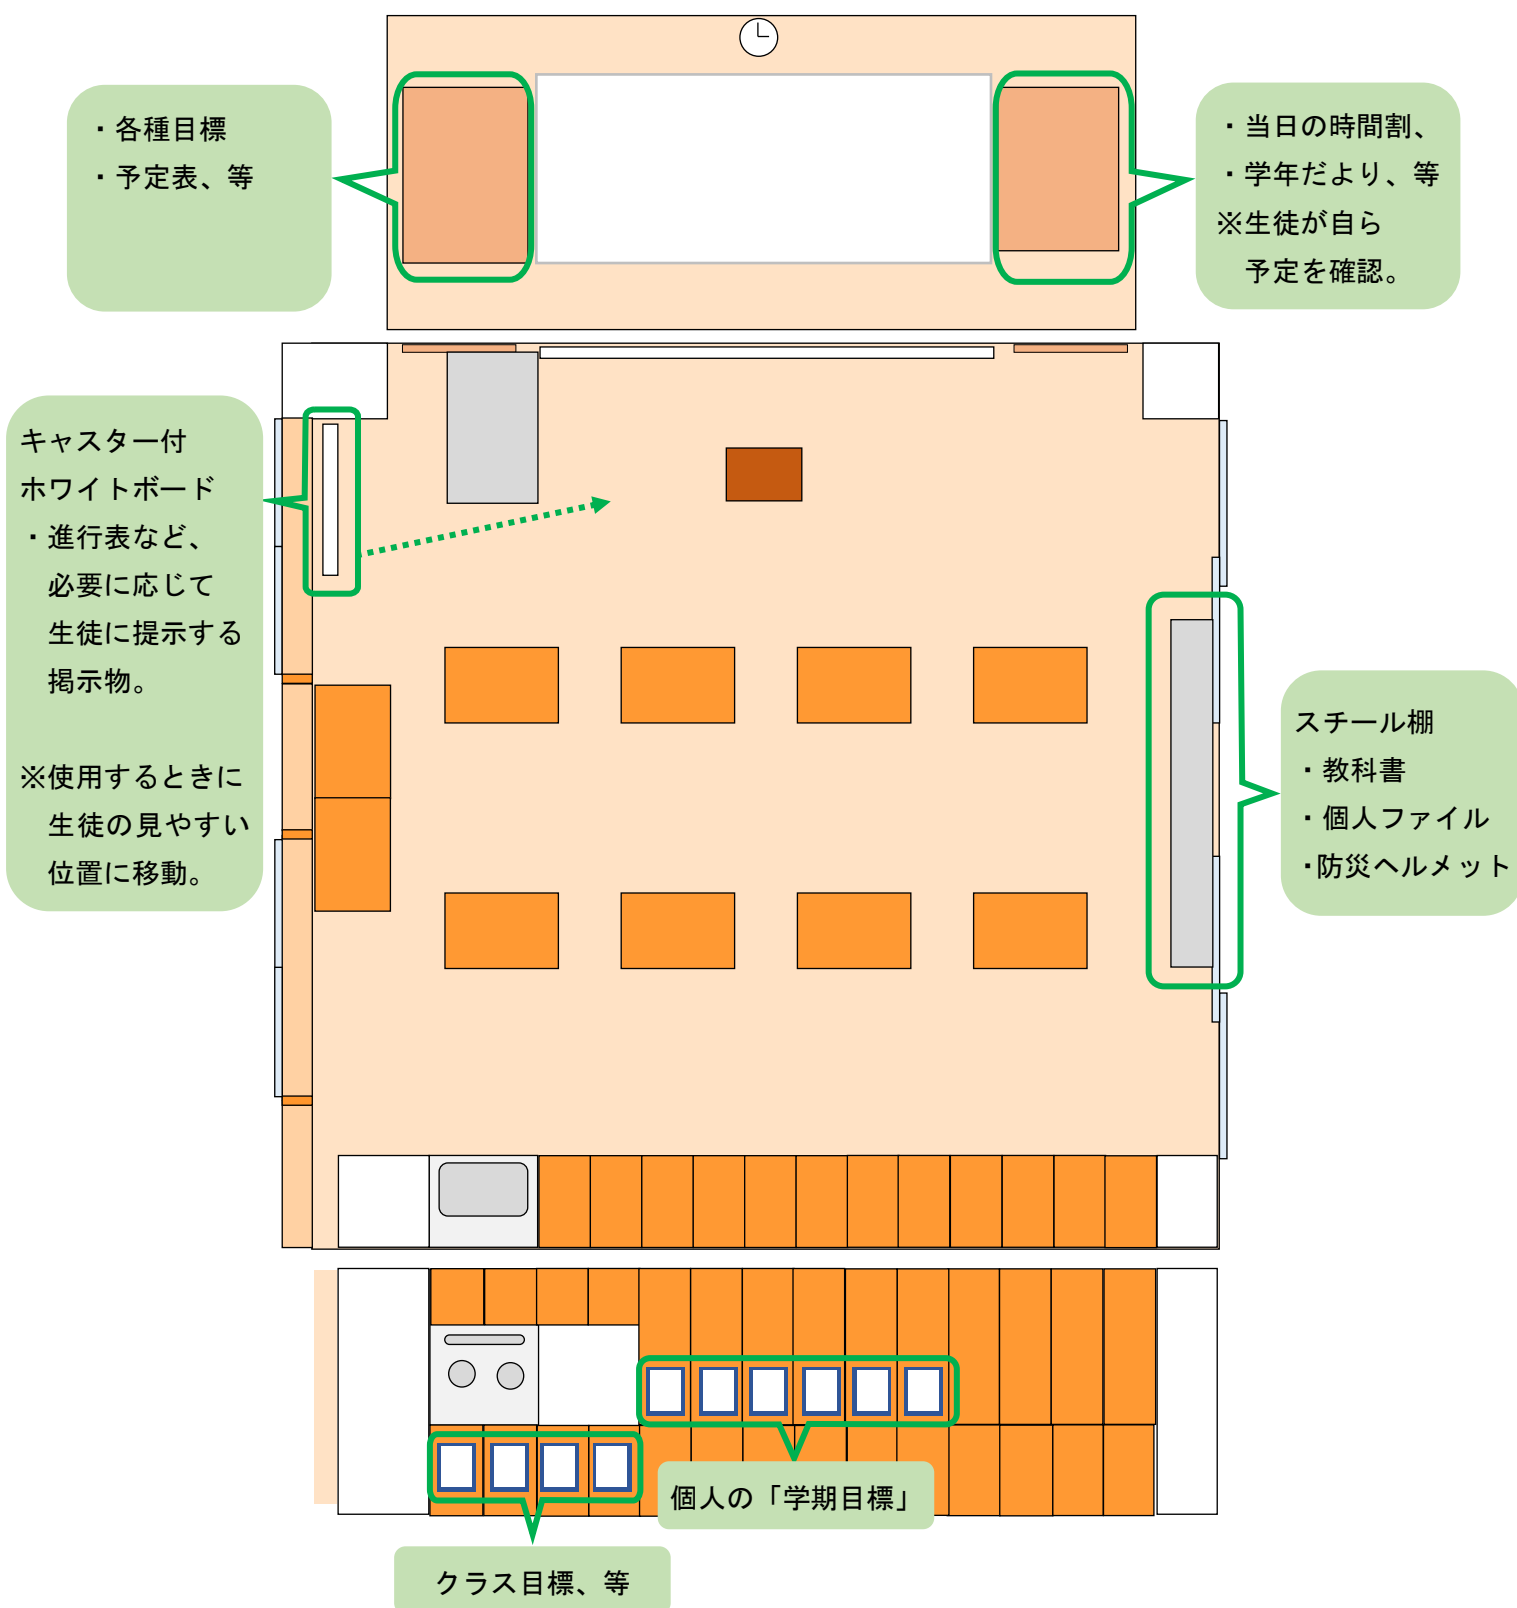 ・各種目標
・予定表、等
・当日の時間割、
・学年だより、等
※生徒が自ら
予定を確認。
キャスター付
ホワイトボード
・進行表など、
必要に応じて
生徒に提示する
掲示物。
※使用するときに
生徒の見やすい
位置に移動。
スチール棚
・教科書
・個人ファイル
・防災ヘルメット
個人の「学期目標」
クラス目標、等